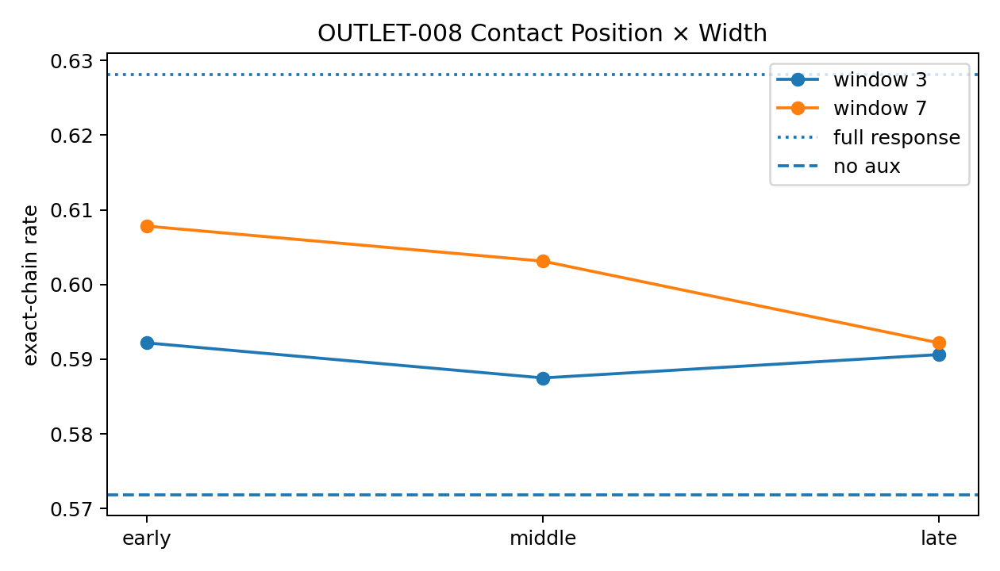 OUTLET-008 Contact Position × Width
0.63
0.62
0.61
0.60
0.59
0.58
0.57
exact-chain rate
window 3
window 7
full response
no aux
early
middle
late